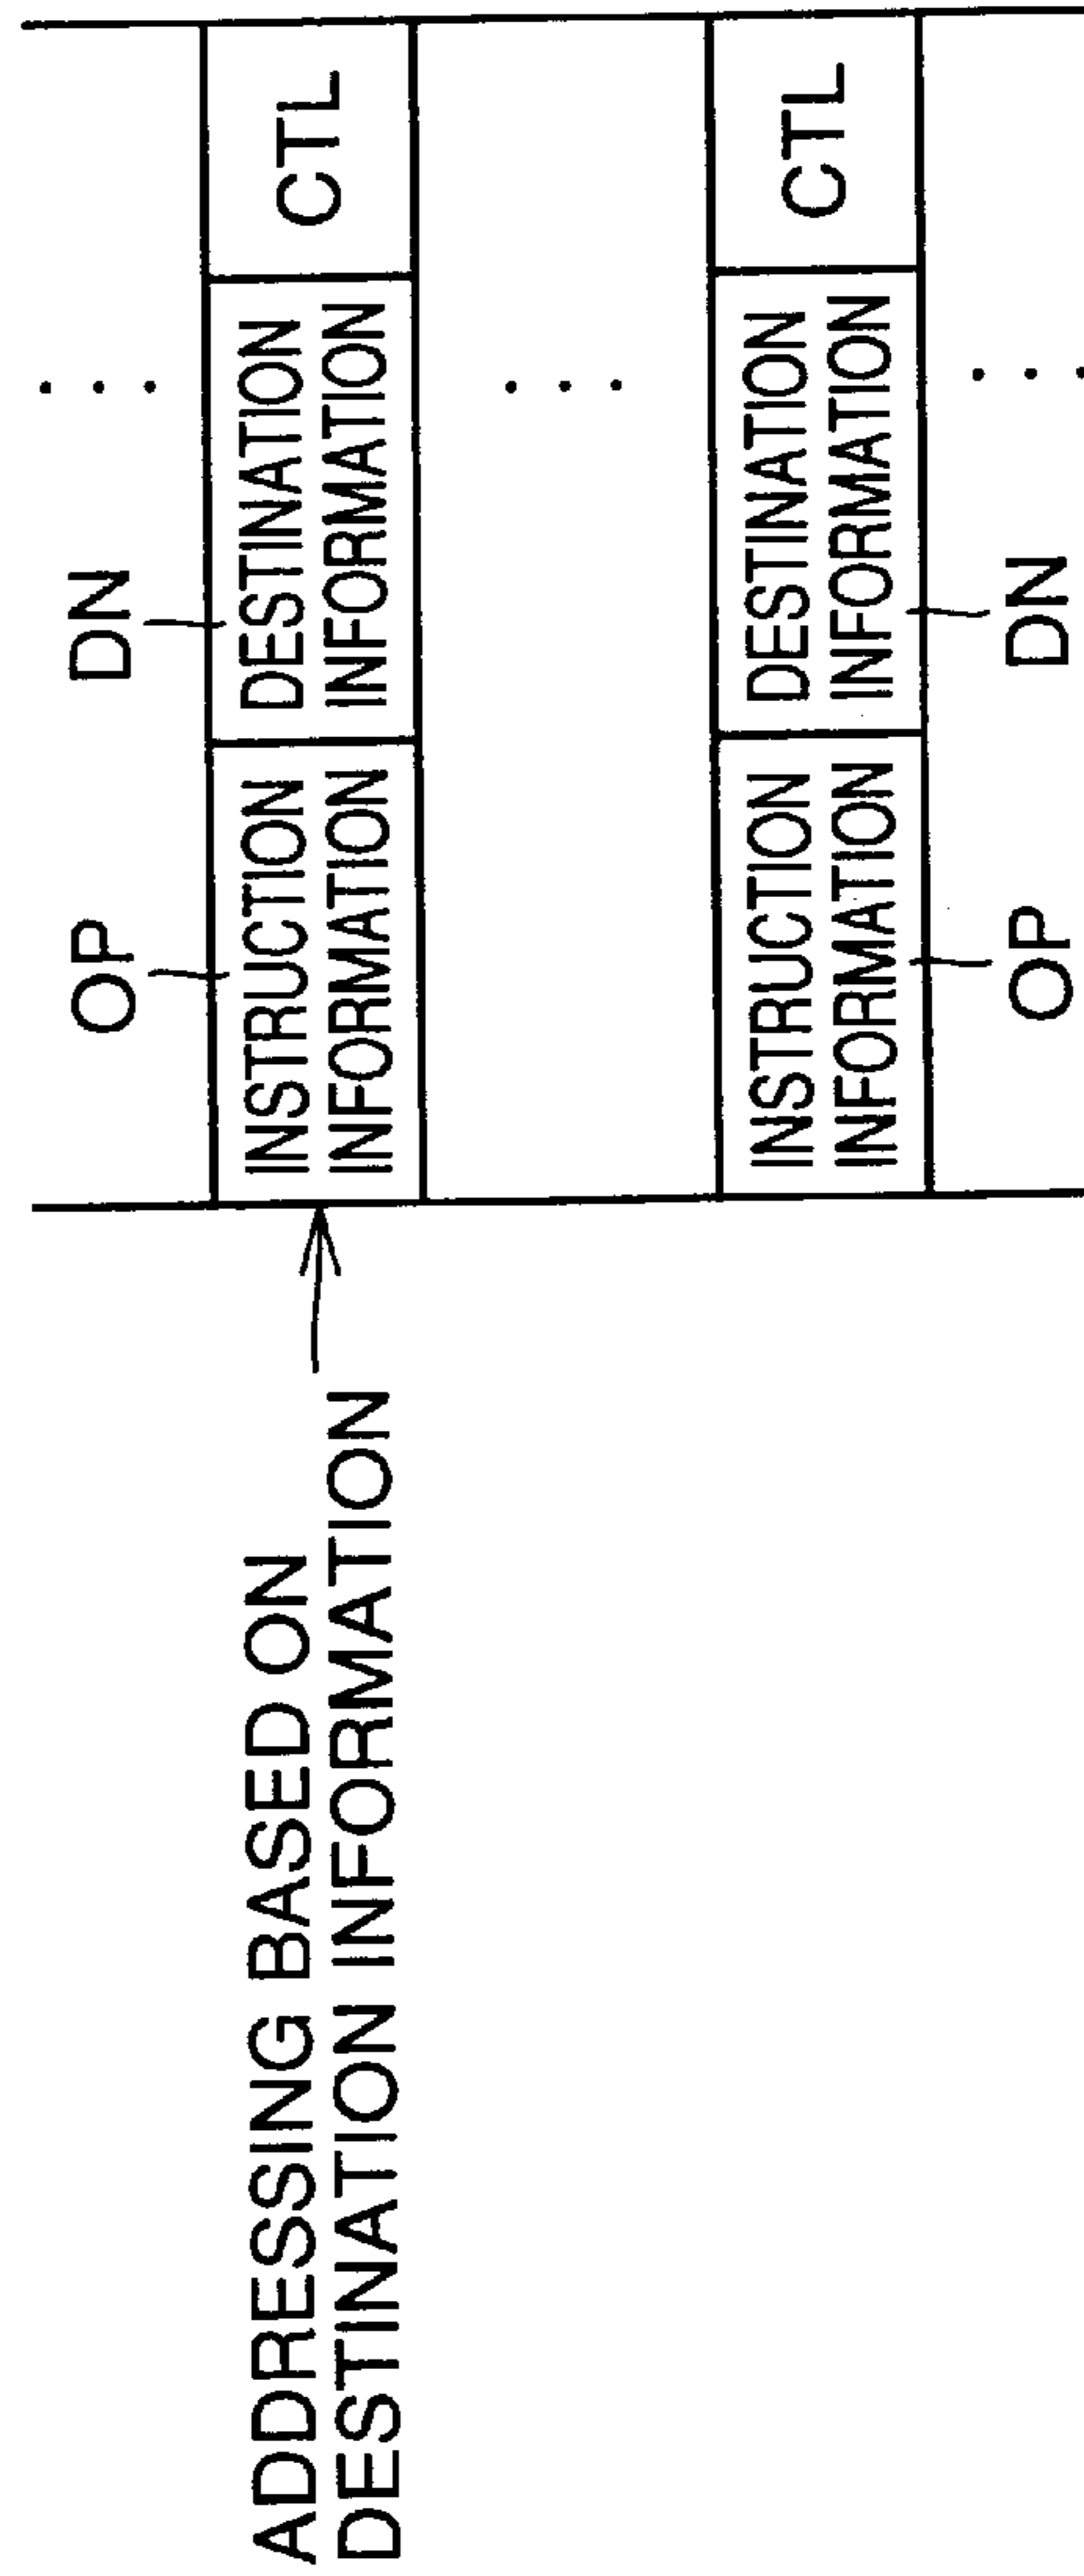 OP DN
ADDRESSING BASED ON
DESTINATION INFORMATION
INSTRUCTION DESTINATION CTL
INFORMATION INFORMATION
INSTRUCTION DESTINATION CTL
INFORMATION INFORMATION
OP DN